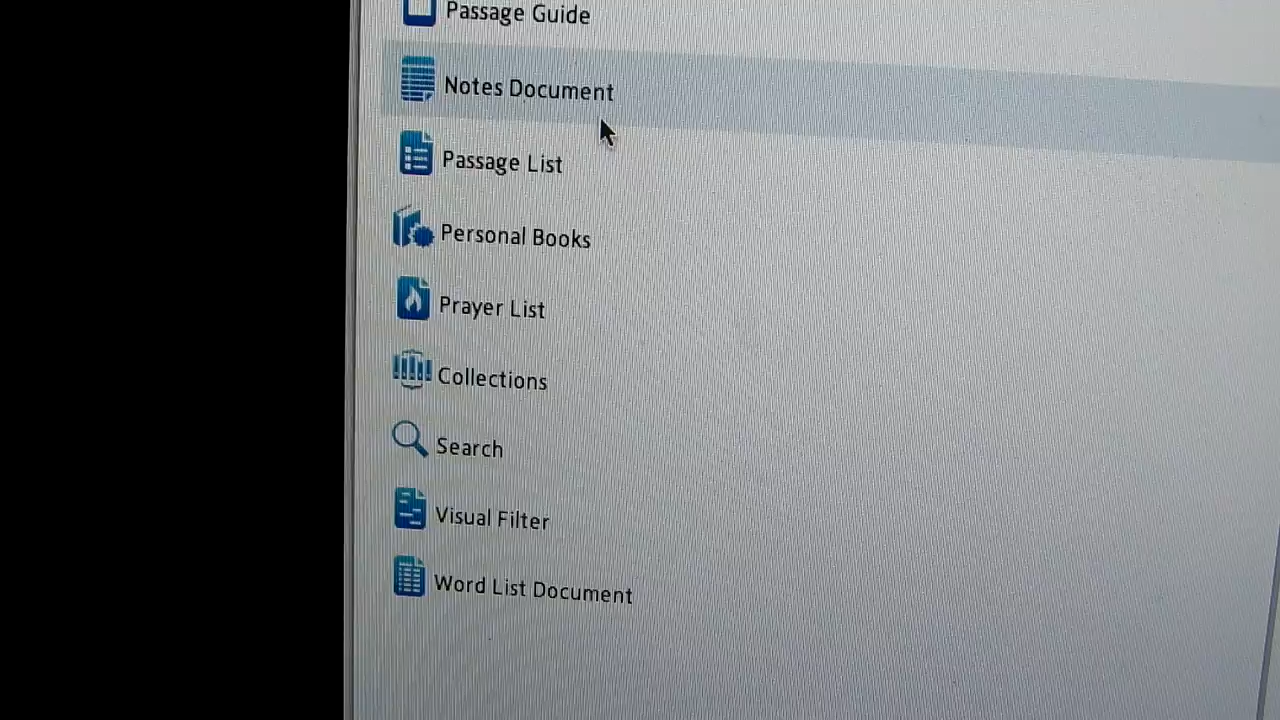 Passage Guide
Notes Document
Passage List
Personal Books
Prayer List
Collections
Search
Visual Filter
Word List Document